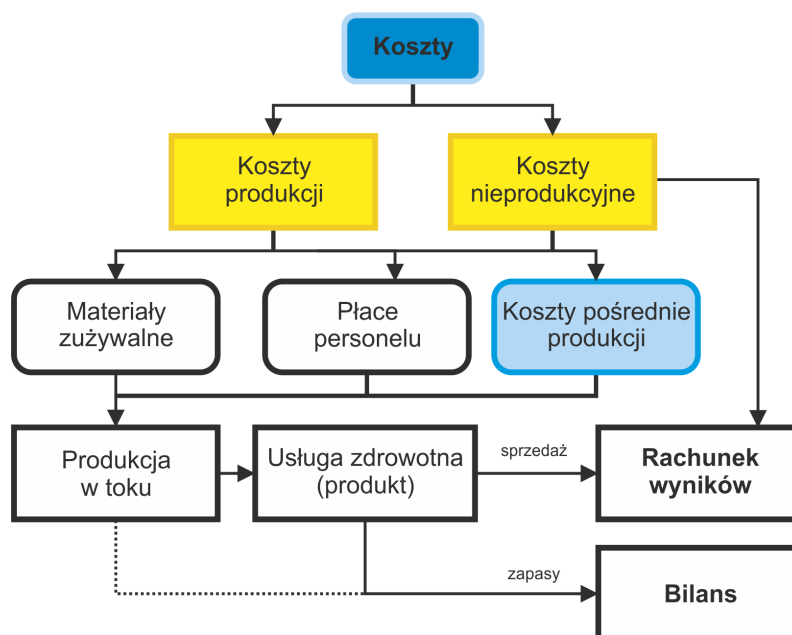 Koszty
Koszty
produkcji
Koszty
nieprodukcyjne
Materiały
zużywalne
Płace
personelu
Koszty pośrednie
produkcji
Produkcja
w toku
Usługa zdrowotna
(produkt)
sprzedaż
Rachunek
wyników
zapasy
Bilans